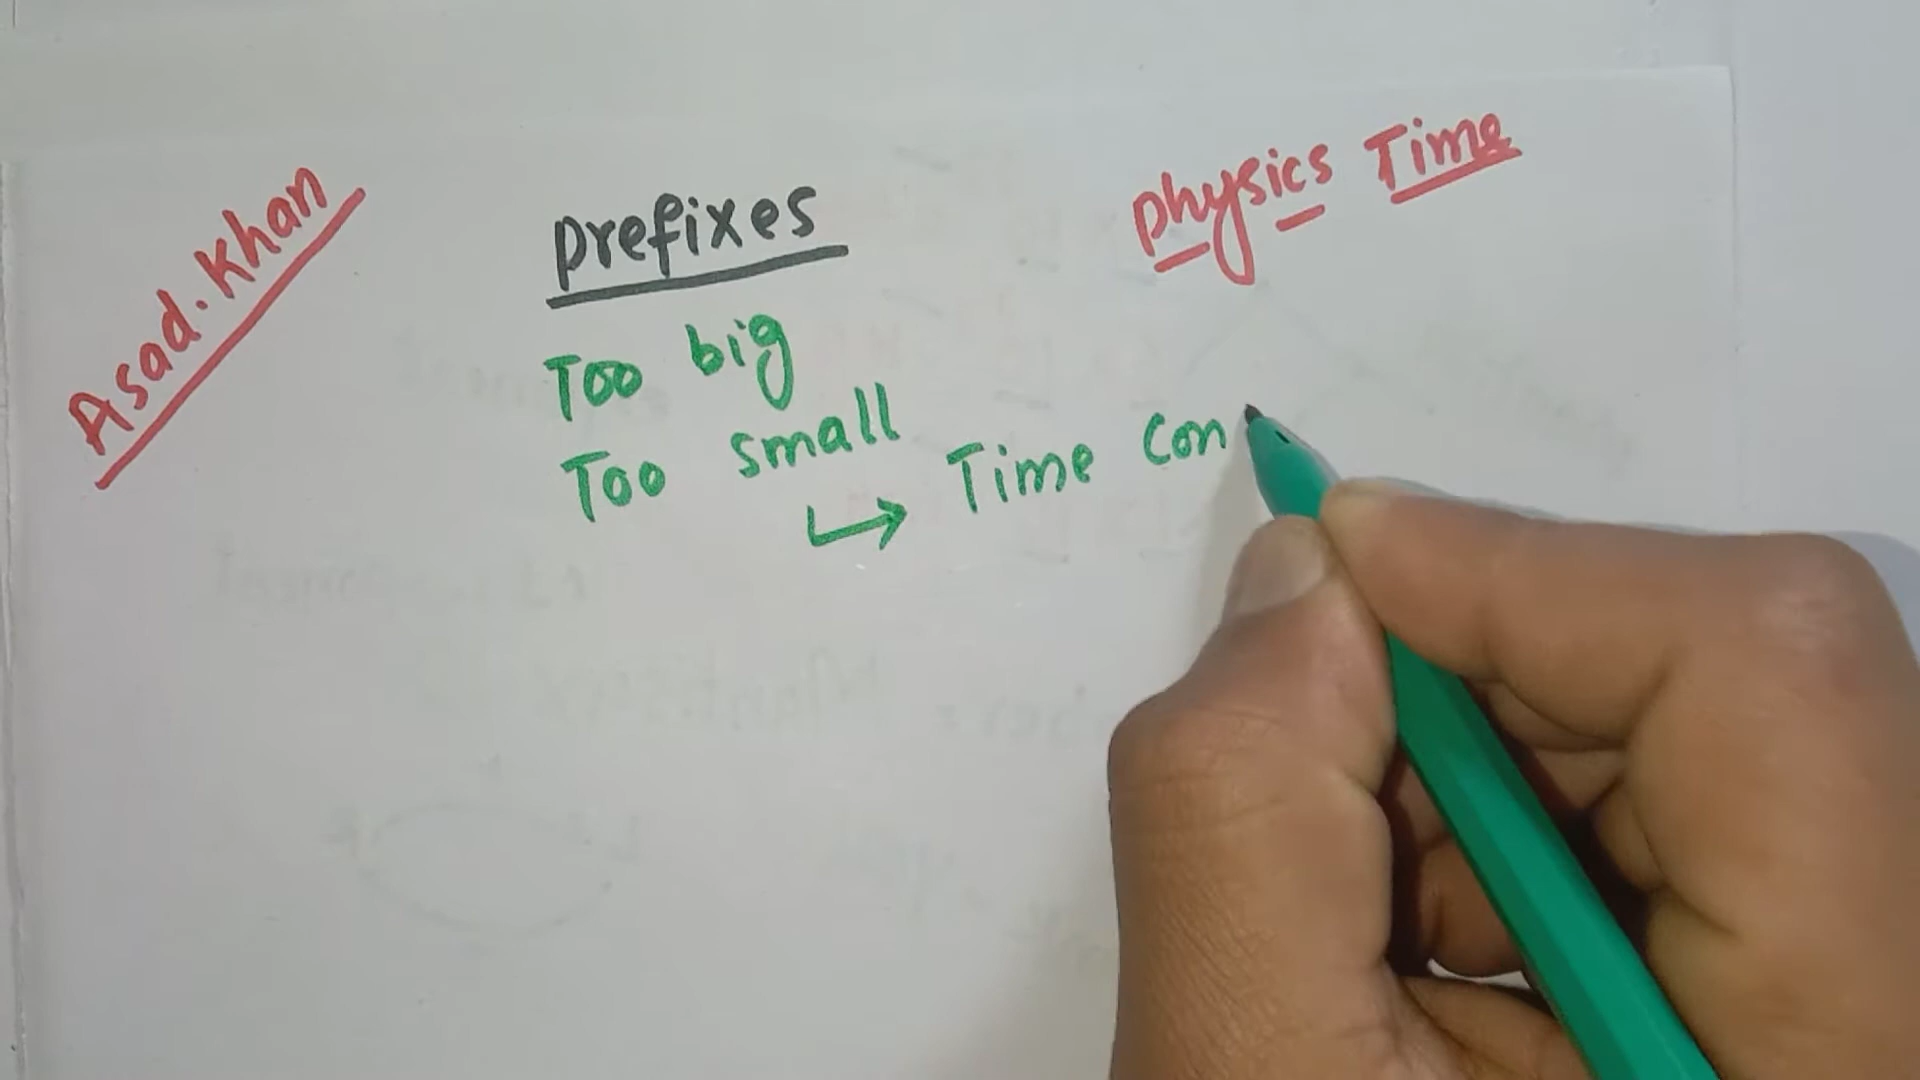 Asad.Khan
Prefixes
Physics Time
Too big
Too small
Time Con